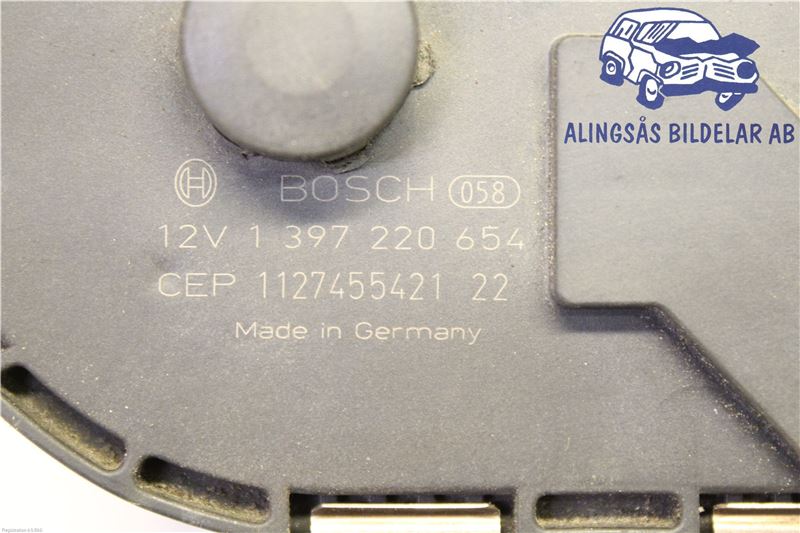 ALINGSÅS BILDELAR AB
BOSCH 058
12V 1 397 220 654
CEP 1127455421 22
Made in Germany